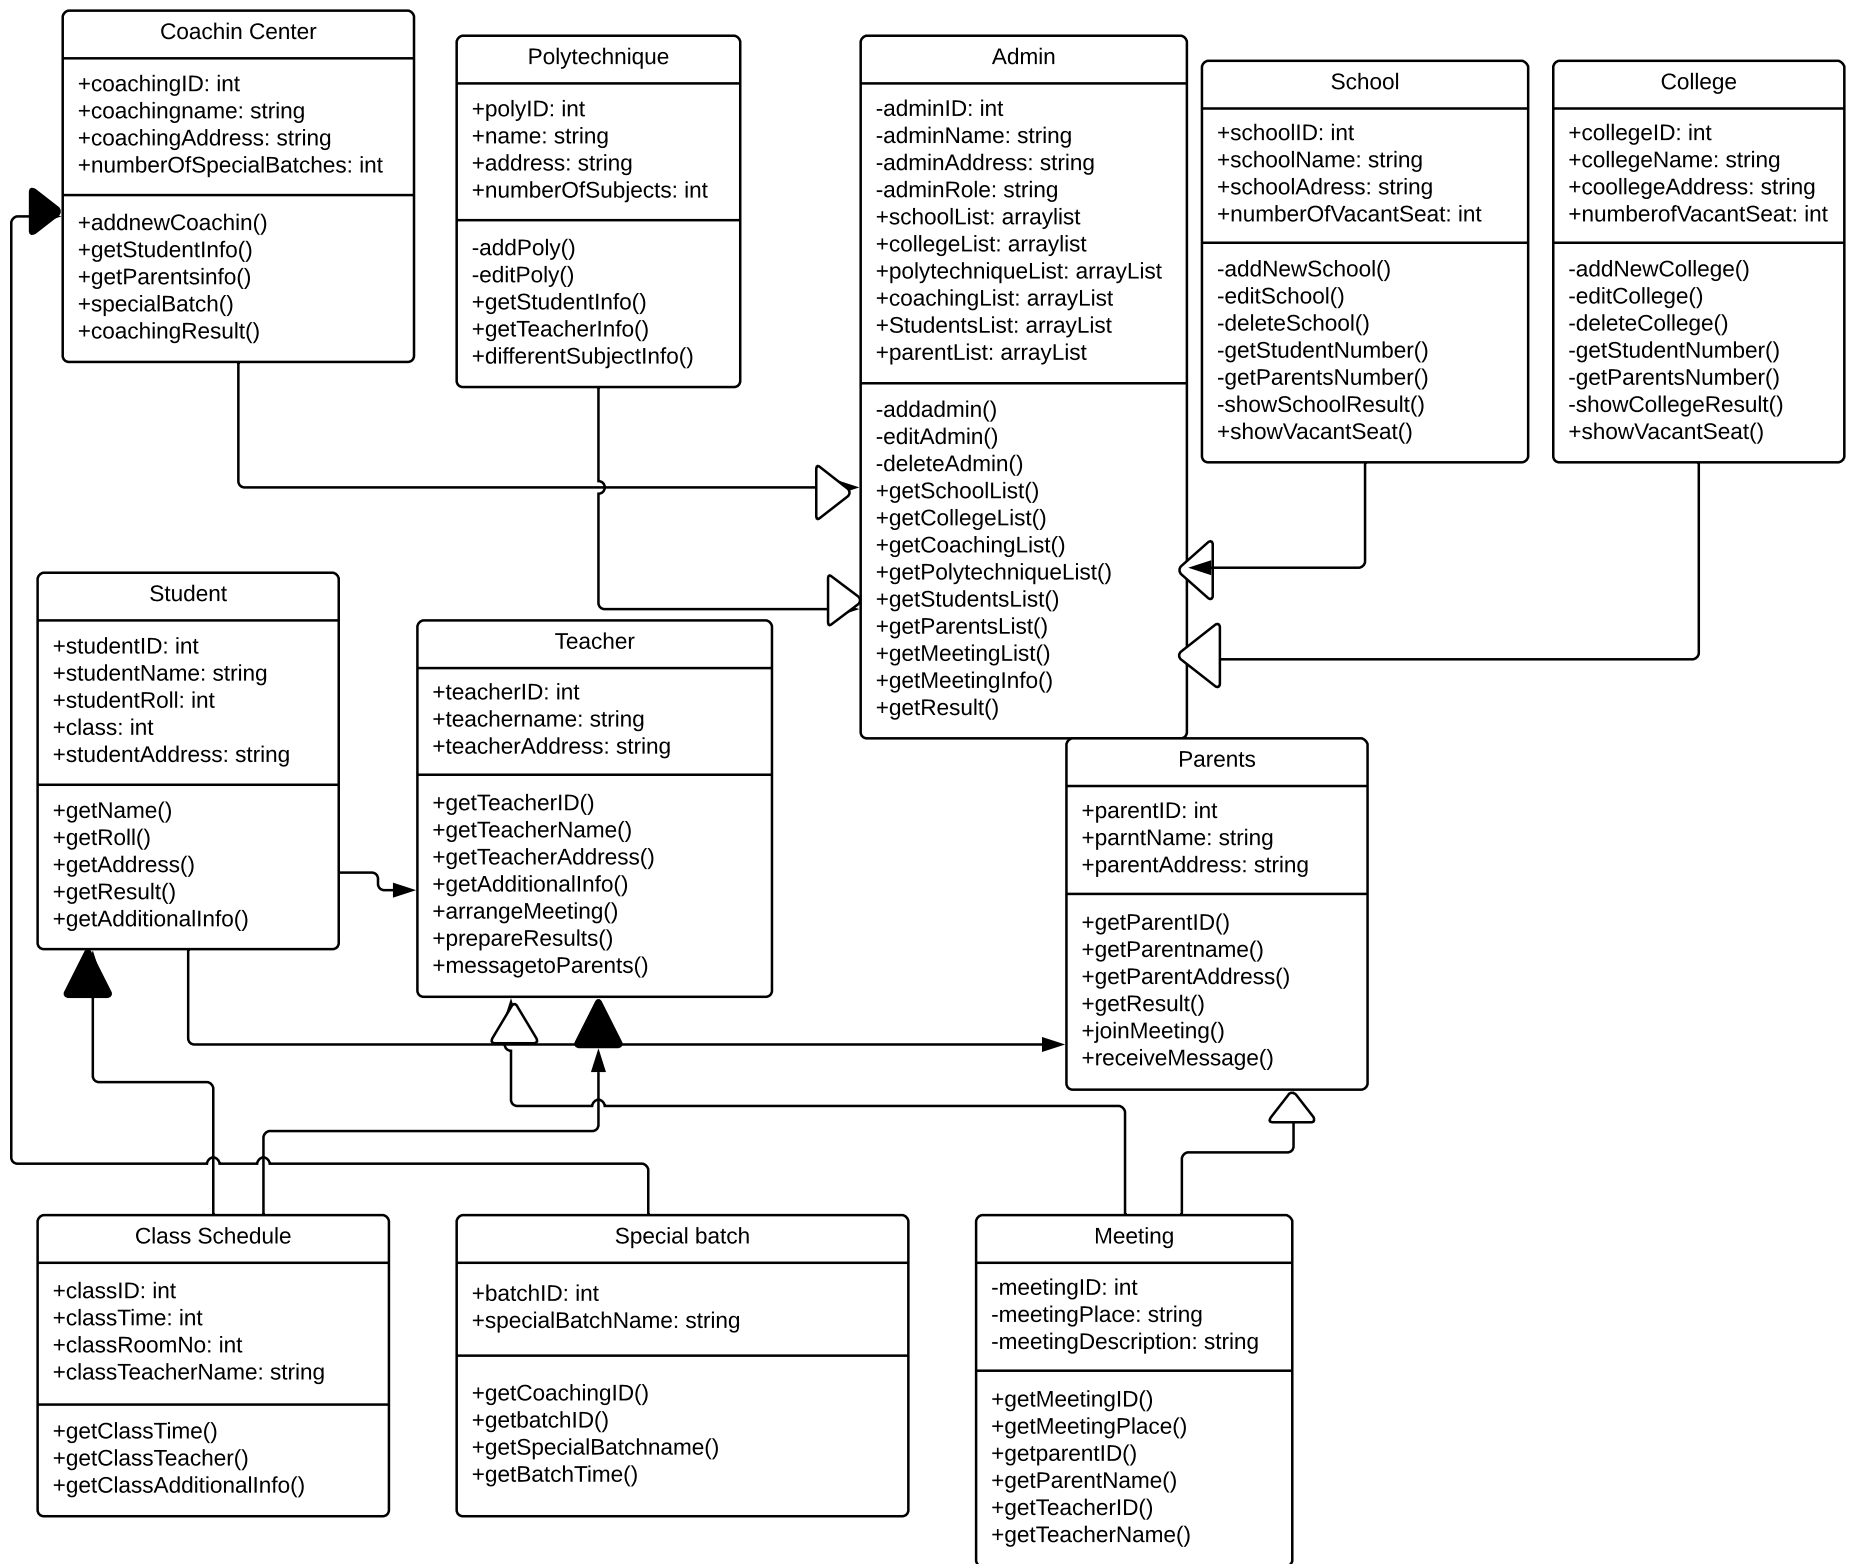 Coachin Center
+coachingID: int
+coachingname: string
+coachingAddress: string
+numberOfSpecialBatches: int
+addnewCoachin()
+getStudentInfo()
+getParentsinfo()
+specialBatch()
+coachingResult()
Polytechnique
+polyID: int
+name: string
+address: string
+numberOfSubjects: int
-addPoly()
-editPoly()
+getStudentInfo()
+getTeacherInfo()
+differentSubjectInfo()
Admin
-adminID: int
-adminName: string
-adminAddress: string
-adminRole: string
+schoolList: arraylist
+collegeList: arraylist
+polytechniqueList: arrayList
+coachingList: arrayList
+StudentsList: arrayList
+parentList: arrayList
-addadmin()
-editAdmin()
-deleteAdmin()
+getSchoolList()
+getCollegeList()
+getCoachingList()
+getPolytechniqueList()
+getStudentsList()
+getParentsList()
+getMeetingList()
+getMeetingInfo()
+getResult()
School
+schoolID: int
+schoolName: string
+schoolAdress: string
+numberOfVacantSeat: int
-addNewSchool()
-editSchool()
-deleteSchool()
-getStudentNumber()
-getParentsNumber()
-showSchoolResult()
+showVacantSeat()
College
+collegeID: int
+collegeName: string
+coollegeAddress: string
+numberofVacantSeat: int
-addNewCollege()
-editCollege()
-deleteCollege()
-getStudentNumber()
-getParentsNumber()
-showCollegeResult()
+showVacantSeat()
Student
+studentID: int
+studentName: string
+studentRoll: int
+class: int
+studentAddress: string
+getName()
+getRoll()
+getAddress()
+getResult()
+getAdditionalInfo()
Teacher
+teacherID: int
+teachername: string
+teacherAddress: string
+getTeacherID()
+getTeacherName()
+getTeacherAddress()
+getAdditionalInfo()
+arrangeMeeting()
+prepareResults()
+messagetoParents()
Parents
+parentID: int
+parntName: string
+parentAddress: string
+getParentID()
+getParentname()
+getParentAddress()
+getResult()
+joinMeeting()
+receiveMessage()
Class Schedule
+classID: int
+classTime: int
+classRoomNo: int
+classTeacherName: string
+getClassTime()
+getClassTeacher()
+getClassAdditionalInfo()
Special batch
+batchID: int
+specialBatchName: string
+getCoachingID()
+getbatchID()
+getSpecialBatchname()
+getBatchTime()
Meeting
-meetingID: int
-meetingPlace: string
-meetingDescription: string
+getMeetingID()
+getMeetingPlace()
+getparentID()
+getParentName()
+getTeacherID()
+getTeacherName()